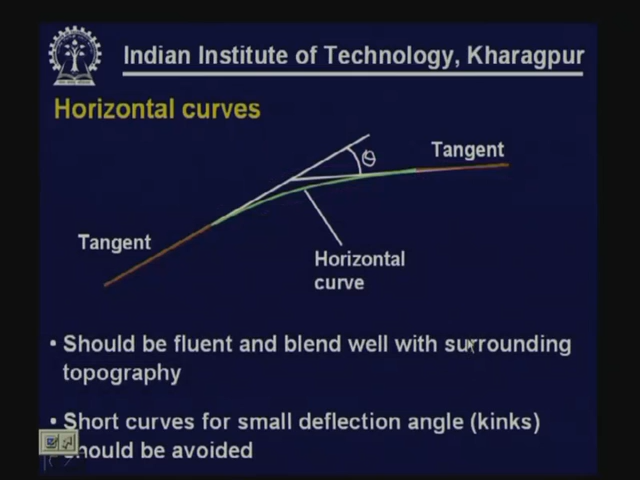 Indian Institute of Technology, Kharagpur
Horizontal curves
Tangent
θ
Tangent
Horizontal
curve
• Should be fluent and blend well with surrounding
topography
• Short curves for small deflection angle (kinks)
should be avoided